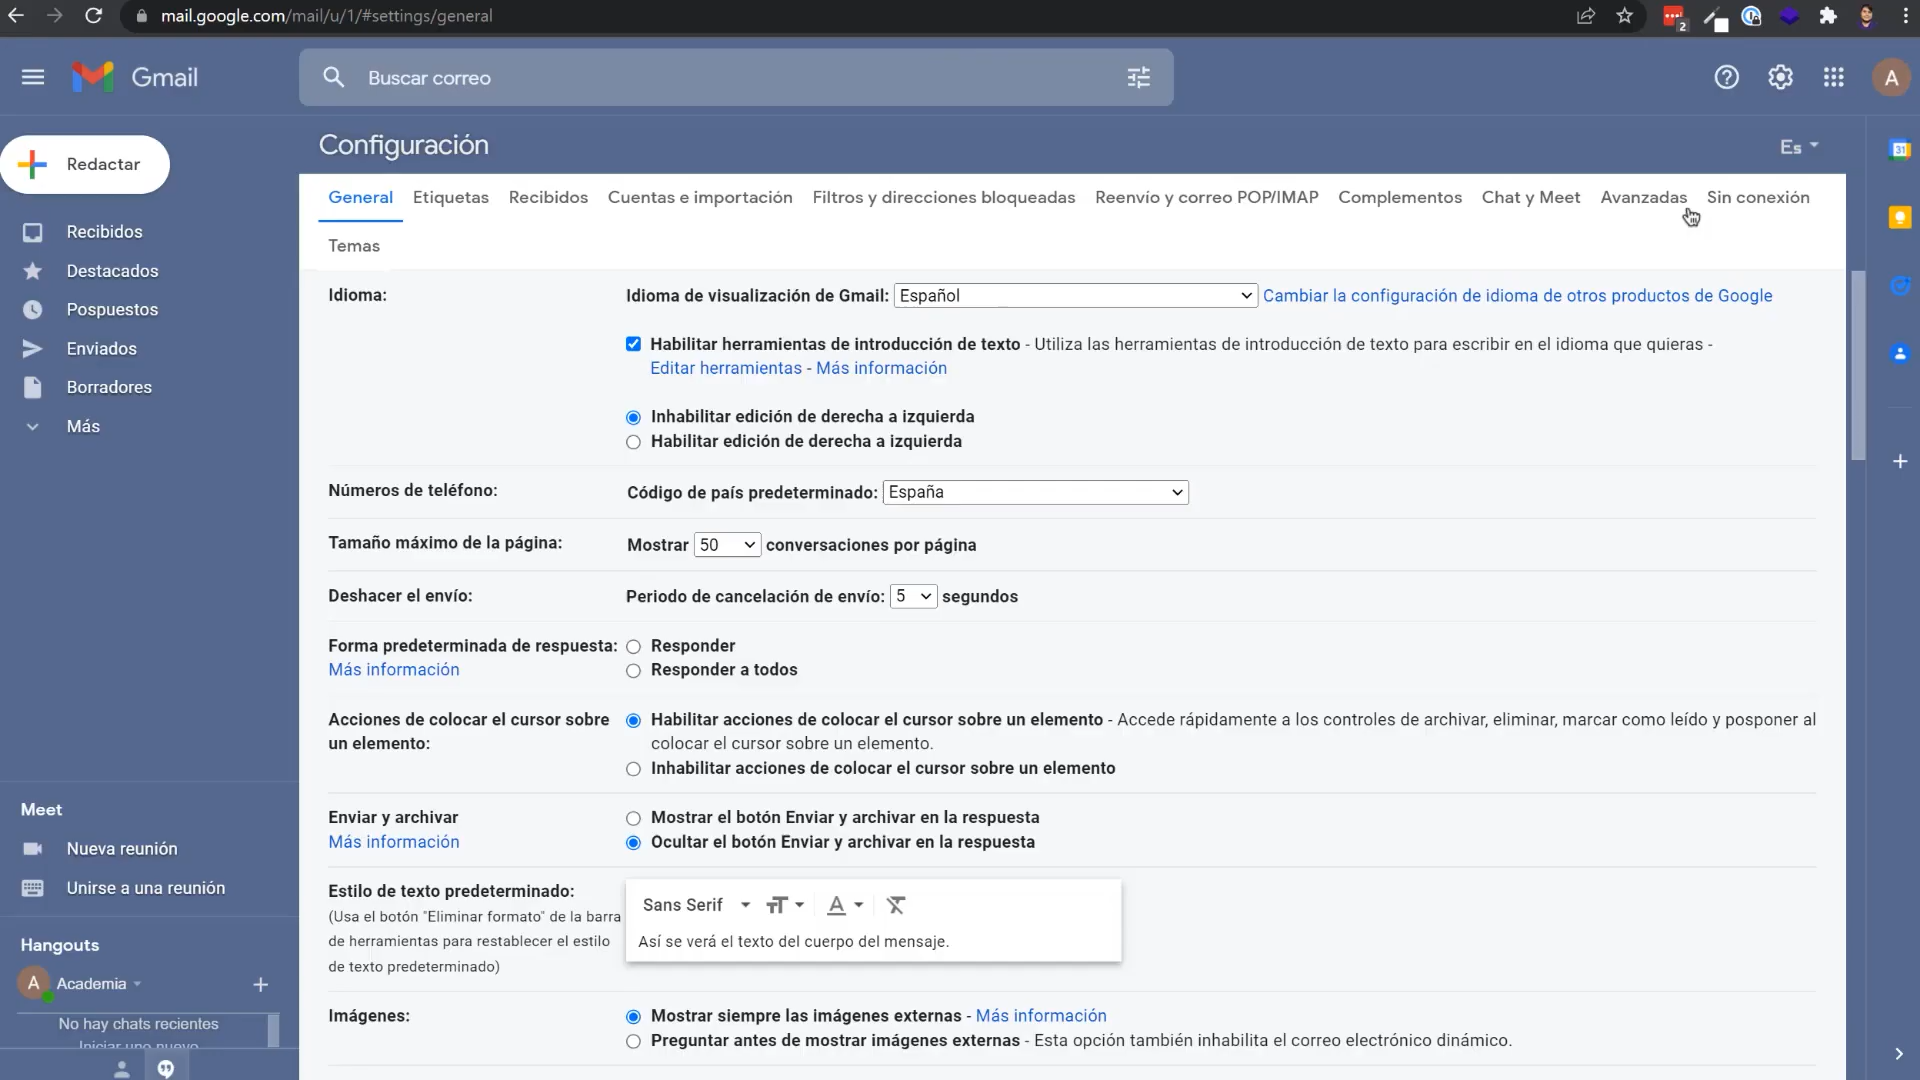 mail.google.com/mail/u/1/#settings/general
2
Gmail
Buscar correo
A
Redactar
Configuración
Es
31
General Etiquetas Recibidos Cuentas e importación Filtros y direcciones bloqueadas Reenvío y correo POP/IMAP Complementos Chat y Meet Avanzadas Sin conexión
Temas
Recibidos
Destacados
Pospuestos
Enviados
Borradores
Más
Idioma:
Idioma de visualización de Gmail: Español Cambiar la configuración de idioma de otros productos de Google
Habilitar herramientas de introducción de texto - Utiliza las herramientas de introducción de texto para escribir en el idioma que quieras -
Editar herramientas - Más información
Inhabilitar edición de derecha a izquierda
Habilitar edición de derecha a izquierda
Números de teléfono:
Código de país predeterminado: España
Tamaño máximo de la página:
Mostrar 50 conversaciones por página
Deshacer el envío:
Periodo de cancelación de envío: 5 segundos
Forma predeterminada de respuesta:
Más información
Responder
Responder a todos
Acciones de colocar el cursor sobre
un elemento:
Habilitar acciones de colocar el cursor sobre un elemento - Accede rápidamente a los controles de archivar, eliminar, marcar como leído y posponer al
colocar el cursor sobre un elemento.
Inhabilitar acciones de colocar el cursor sobre un elemento
Enviar y archivar
Más información
Mostrar el botón Enviar y archivar en la respuesta
Ocultar el botón Enviar y archivar en la respuesta
Estilo de texto predeterminado:
(Usa el botón "Eliminar formato" de la barra
de herramientas para restablecer el estilo
de texto predeterminado)
Sans Serif
Así se verá el texto del cuerpo del mensaje.
Imágenes:
Mostrar siempre las imágenes externas - Más información
Preguntar antes de mostrar imágenes externas - Esta opción también inhabilita el correo electrónico dinámico.
Meet
Nueva reunión
Unirse a una reunión
Hangouts
A Academia
No hay chats recientes
Iniciar uno nuevo